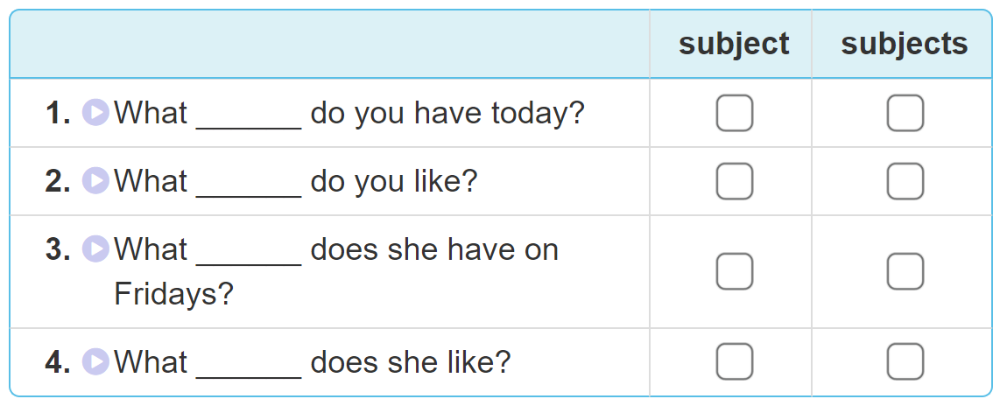 subject subjects
1. What ______ do you have today?
2. What ______ do you like?
3. What ______ does she have on
Fridays?
4. What ______ does she like?